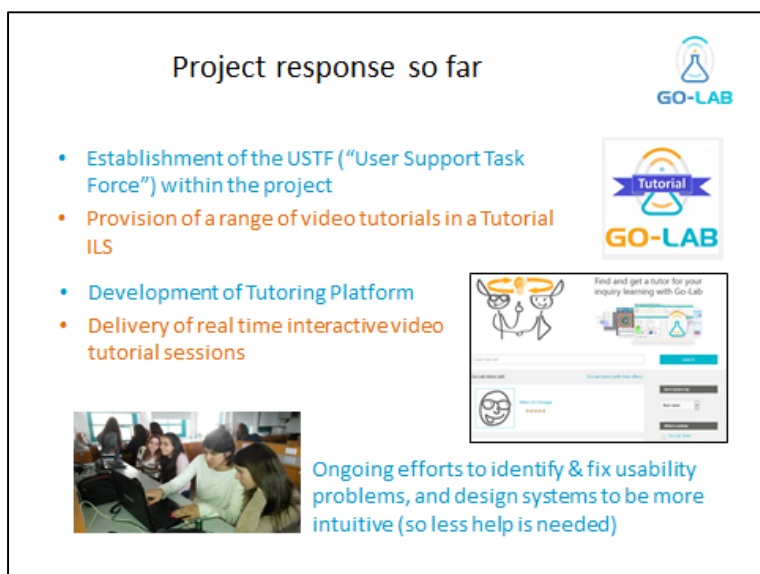 Project response so far
GO-LAB
• Establishment of the USTF ("User Support Task
Force") within the project
• Provision of a range of video tutorials in a Tutorial
ILS
Tutorial
GO-LAB
• Development of Tutoring Platform
• Delivery of real time interactive video
tutorial sessions
Find and get a tutor for your
inquiry learning with Go-Lab
Ongoing efforts to identify & fix usability
problems, and design systems to be more
intuitive (so less help is needed)